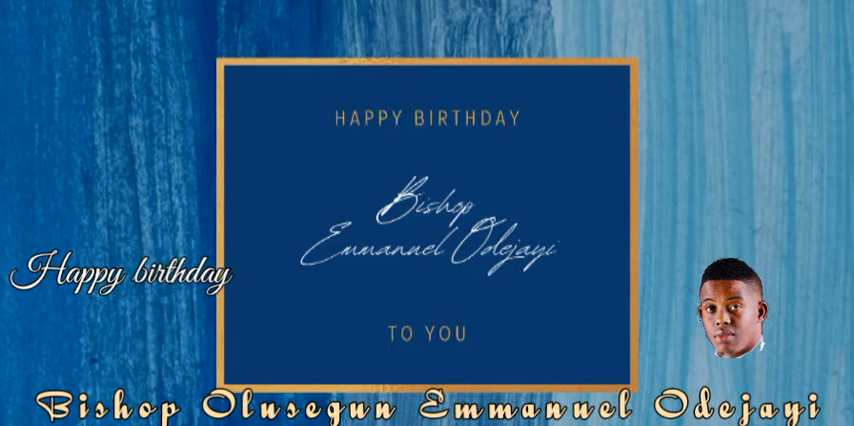 HAPPY BIRTHDAY
Bishop
Emmanuel Odejayi
Happy birthday
TO YOU
Bishop Olusegun Emmanuel Odejayi